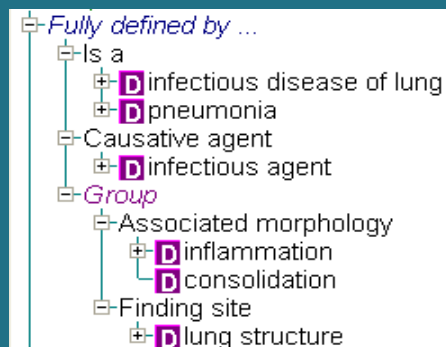 Fully defined by ...
Is a
D infectious disease of lung
D pneumonia
Causative agent
D infectious agent
Group
Associated morphology
D inflammation
D consolidation
Finding site
D lung structure